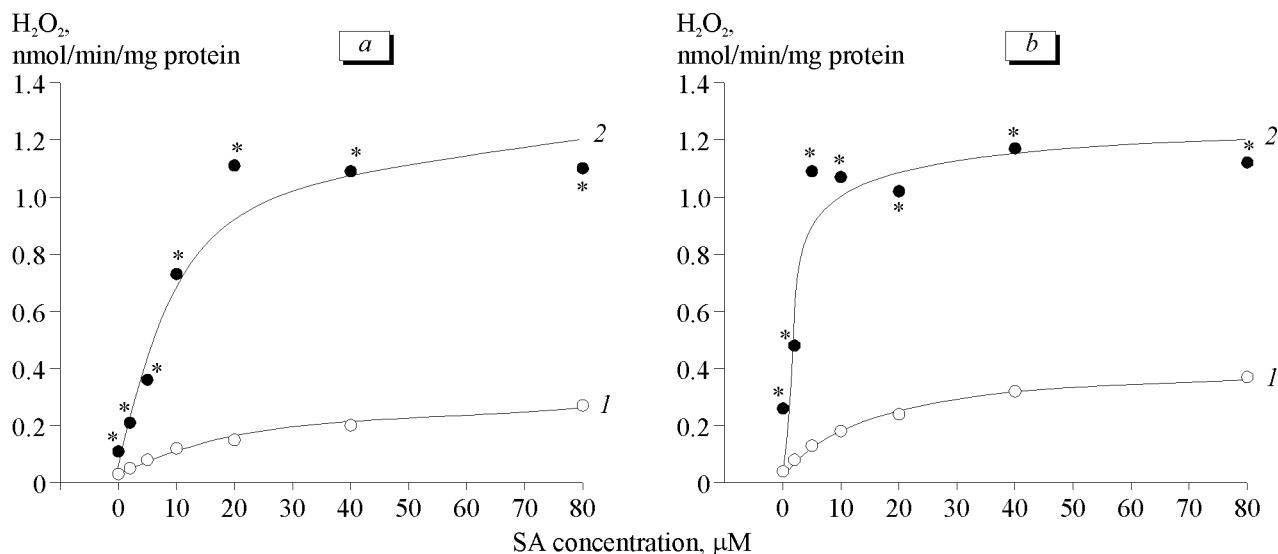 H₂O₂,
nmol/min/mg protein
a
1.4
1.2
1.0
0.8
0.6
0.4
0.2
0
* * * * * * * *
2
1
0 10 20 30 40 50 60 70 80
H₂O₂,
nmol/min/mg protein
b
1.4
1.2
1.0
0.8
0.6
0.4
0.2
0
* * * * * * *
2
1
0 10 20 30 40 50 60 70 80
SA concentration, μM